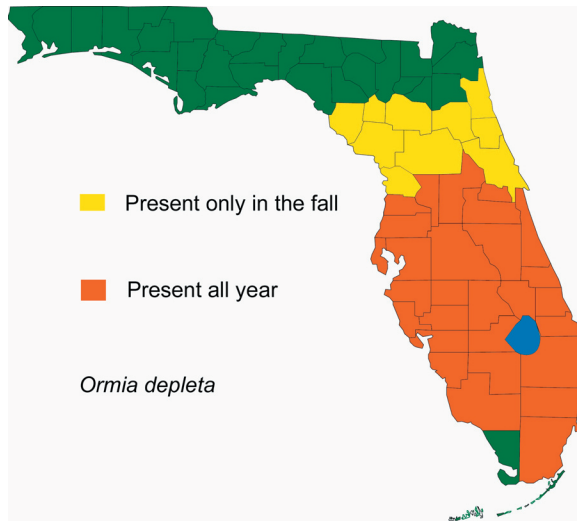 Present only in the fall
Present all year
Ormia depleta